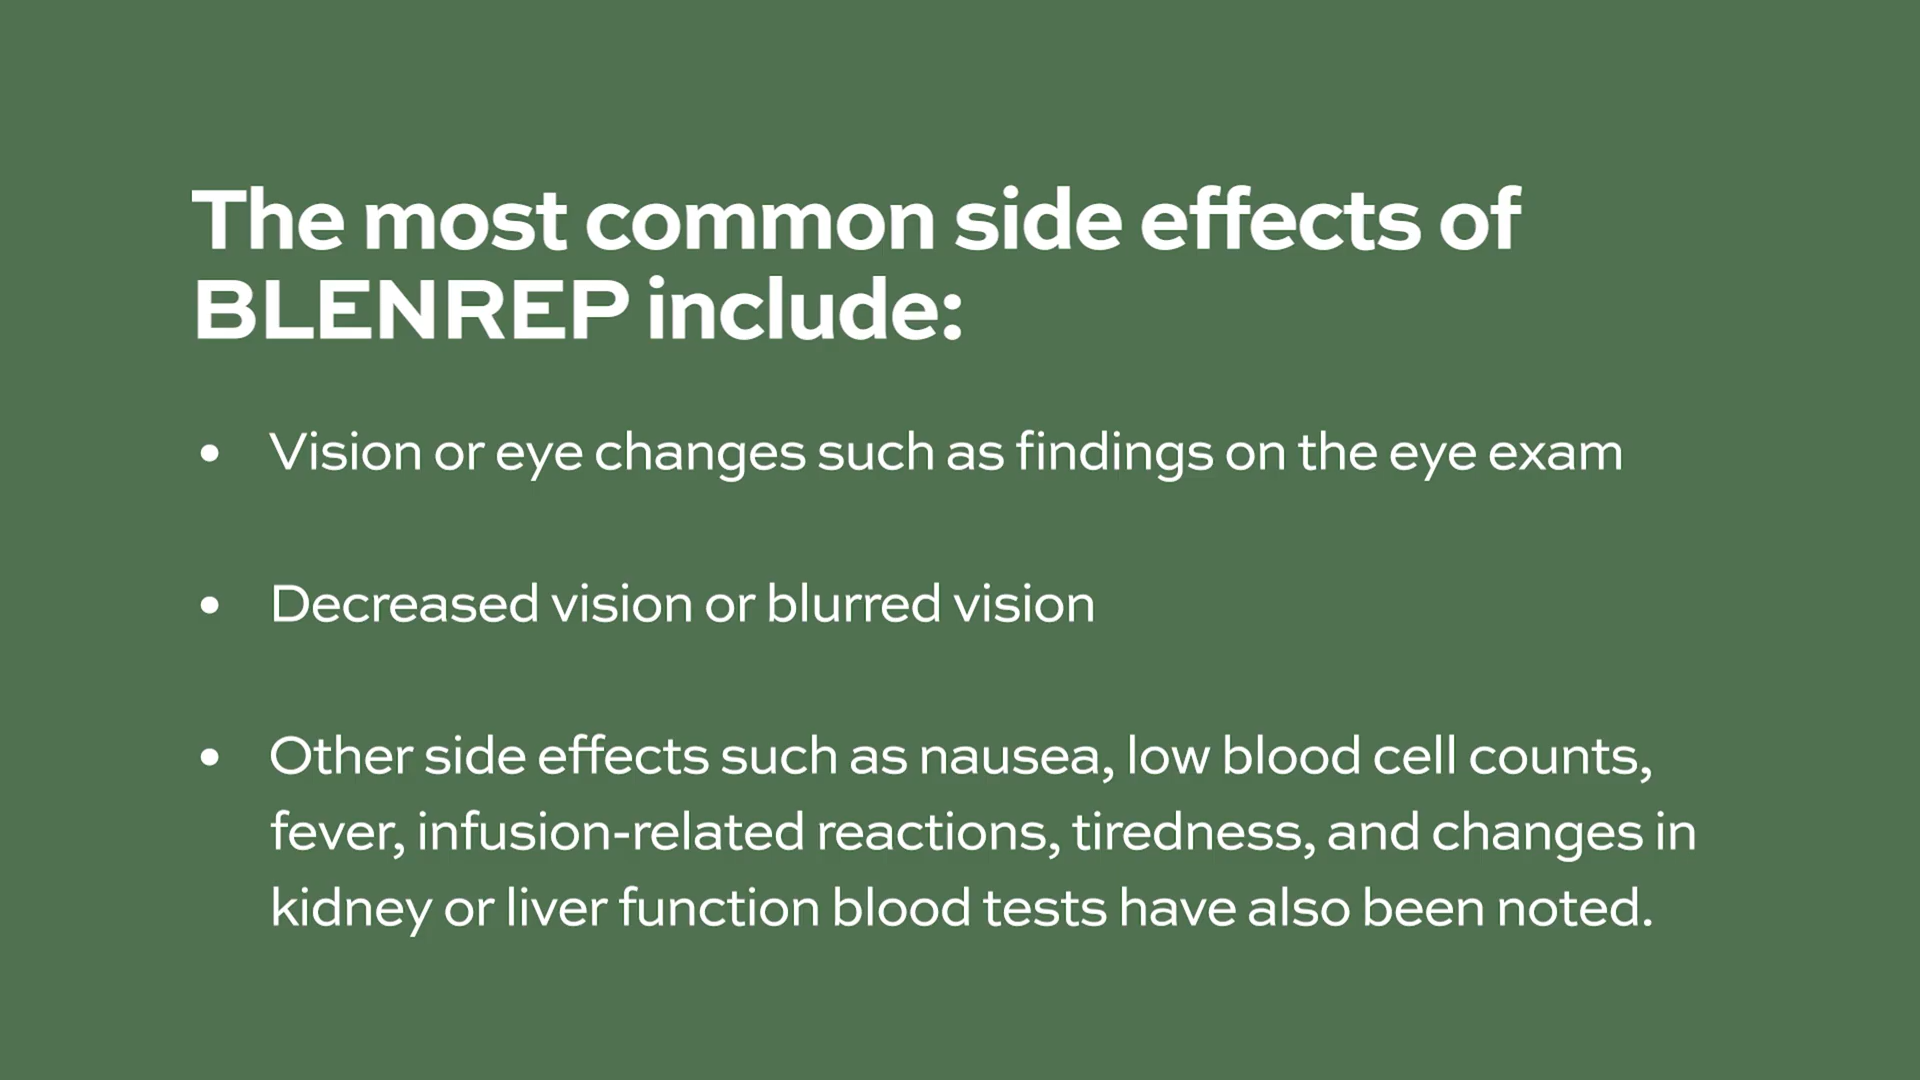 The most common side effects of
BLENREP include:
• Vision or eye changes such as findings on the eye exam
• Decreased vision or blurred vision
• Other side effects such as nausea, low blood cell counts,
fever, infusion-related reactions, tiredness, and changes in
kidney or liver function blood tests have also been noted.